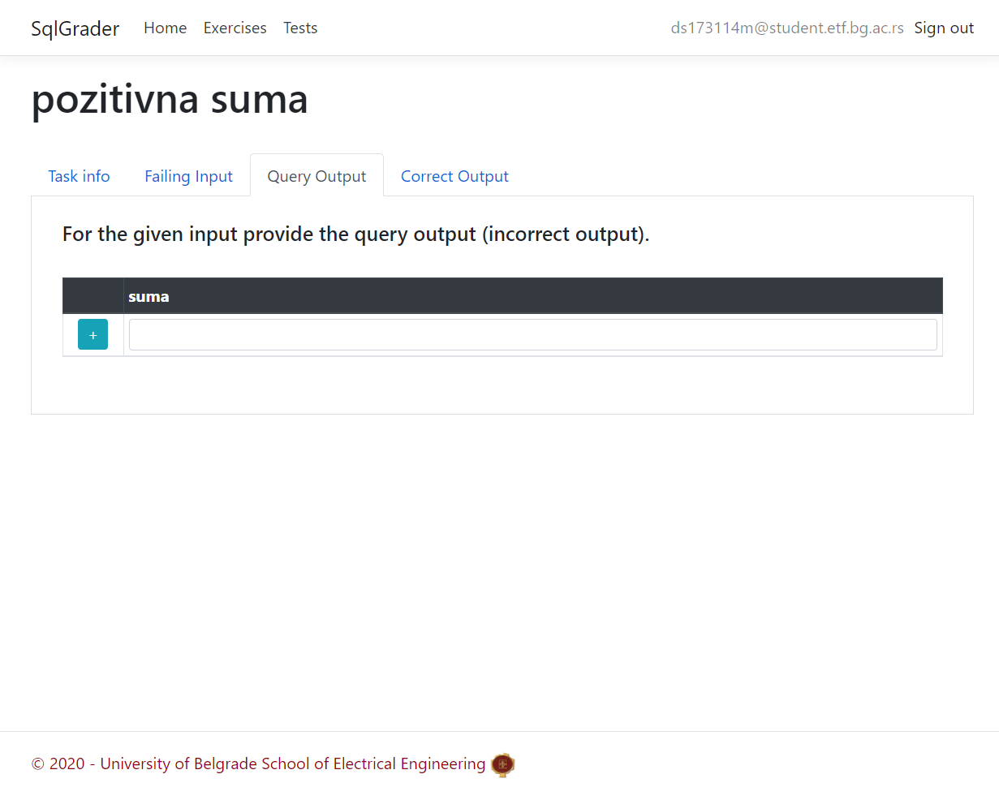 SqlGrader Home Exercises Tests ds173114m@student.etf.bg.ac.rs Sign out
pozitivna suma
Task info Failing Input Query Output Correct Output
For the given input provide the query output (incorrect output).
suma
+
© 2020 - University of Belgrade School of Electrical Engineering